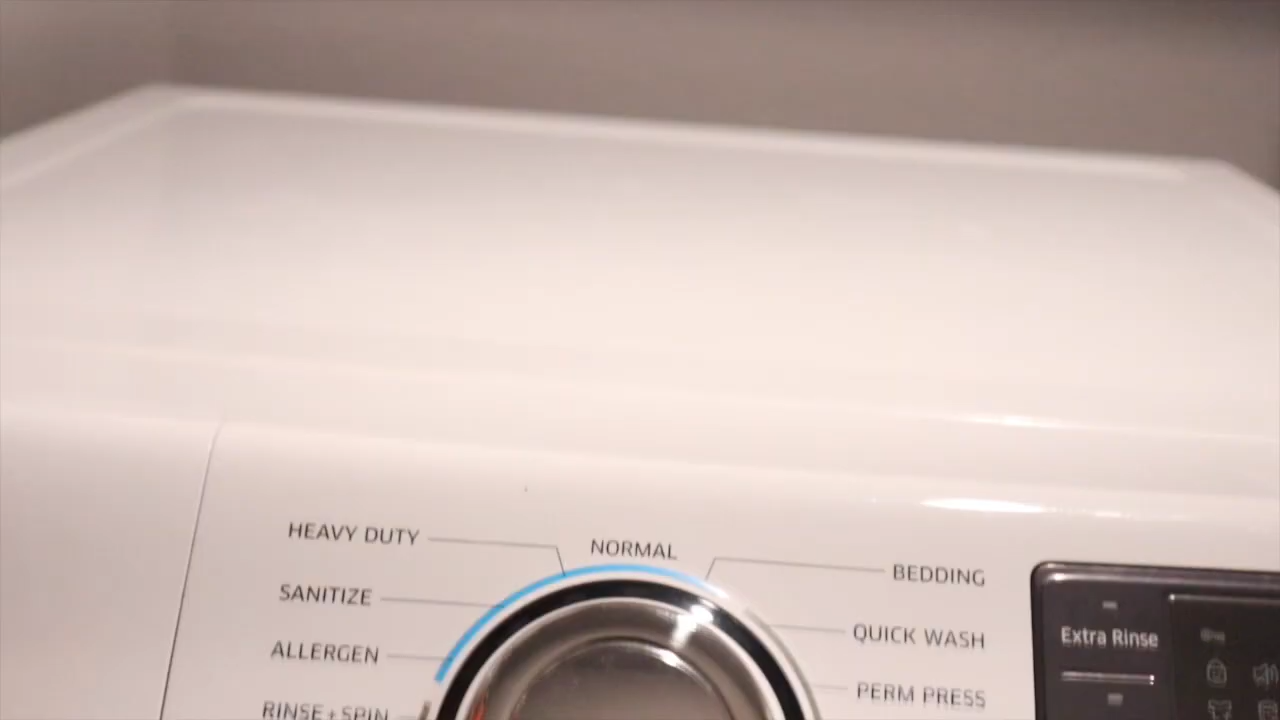 HEAVY DUTY
NORMAL
BEDDING
SANITIZE
QUICK WASH
Extra Rinse
ALLERGEN
PERM PRESS
RINSE+SPIN